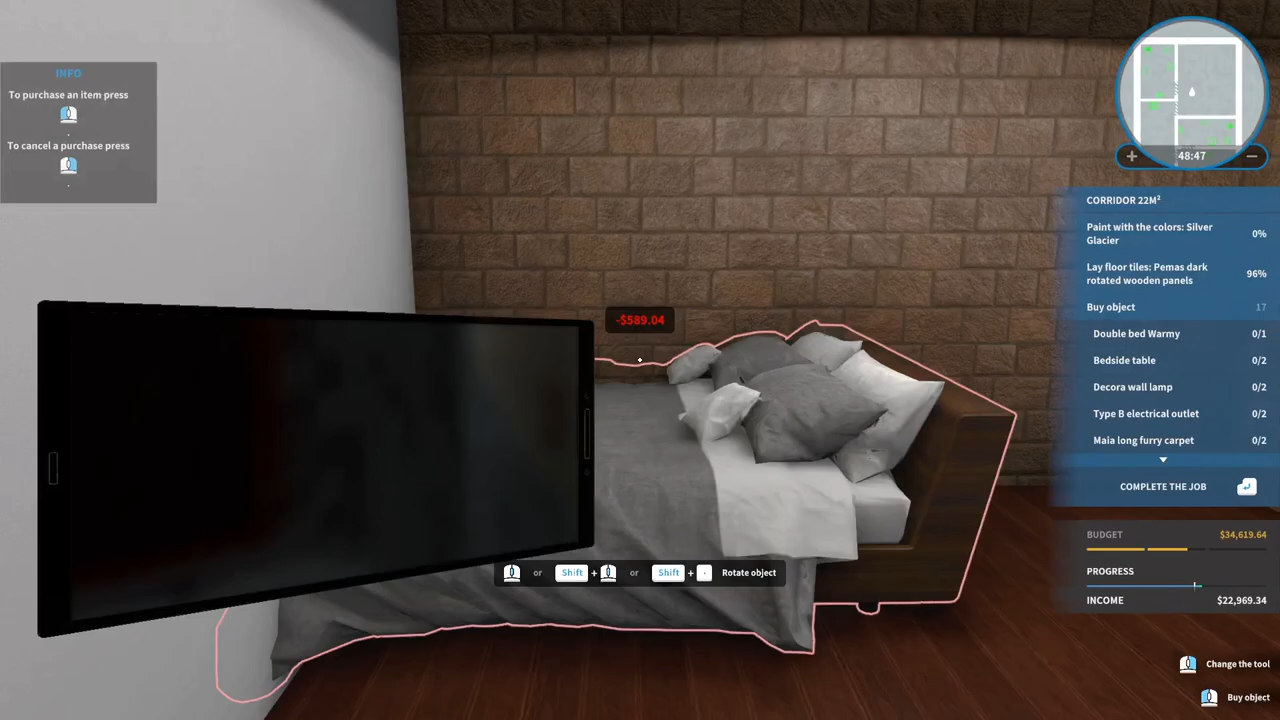 INFO
To purchase an item press
.
To cancel a purchase press
.
-$589.04
or Shift + or Shift + . Rotate object
48:47
CORRIDOR 22M²
Paint with the colors: Silver
Glacier 0%
Lay floor tiles: Pemas dark
rotated wooden panels 96%
Buy object 17
Double bed Warmy 0/1
Bedside table 0/2
Decora wall lamp 0/2
Type B electrical outlet 0/2
Maia long furry carpet 0/2
COMPLETE THE JOB
BUDGET $34,619.64
PROGRESS
INCOME $22,969.34
Change the tool
Buy object